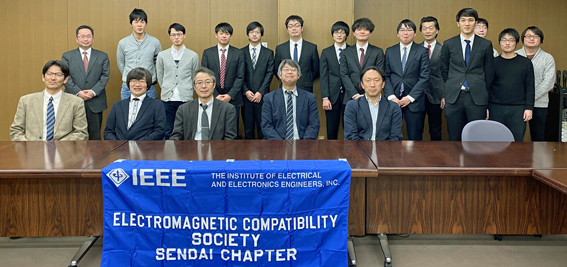 IEEE
THE INSTITUTE OF ELECTRICAL
AND ELECTRONICS ENGINEERS, INC.
ELECTROMAGNETIC COMPATIBILITY
SOCIETY
SENDAI CHAPTER